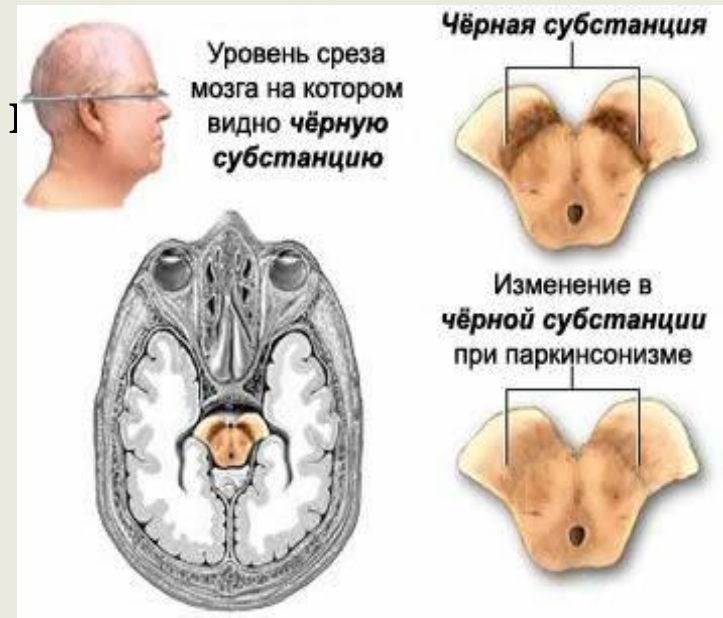 Уровень среза
мозга на котором
видно чёрную
субстанцию
Чёрная субстанция
Изменение в
чёрной субстанции
при паркинсонизме